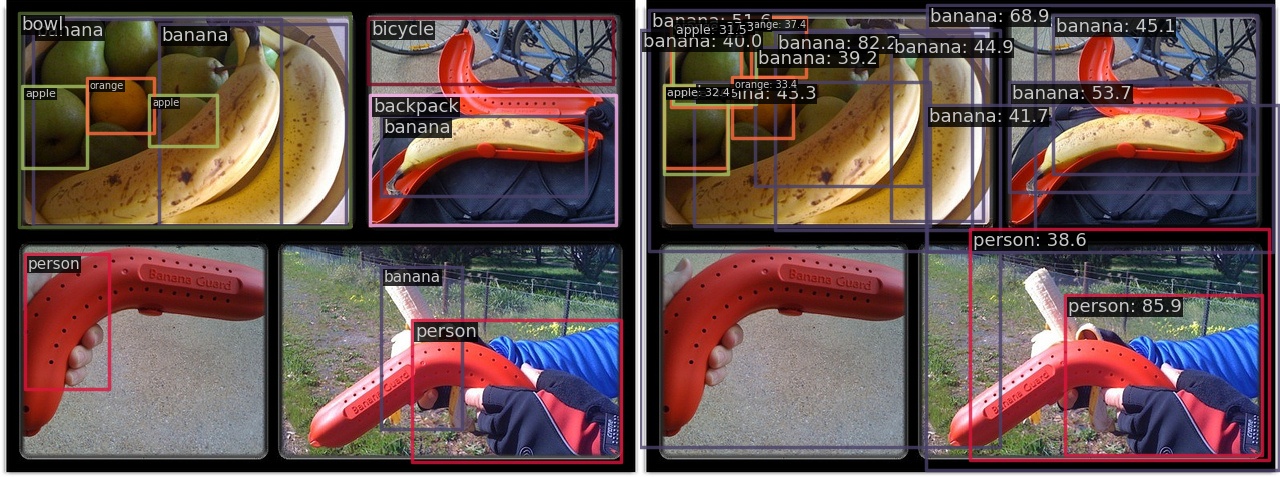 bowl
banana
banana
apple
orange
apple
bicycle
backpack
banana
person
Banana Guard
banana
person
Banana Guard
banana: 51.6
apple: 31.5
orange: 37.4
banana: 40.0
banana: 82.2
banana: 39.2
banana: 44.9
apple: 32.4
orange: 33.4
banana: 43.3
banana: 68.9
banana: 45.1
banana: 53.7
banana: 41.7
person: 38.6
person: 85.9
Banana Guard